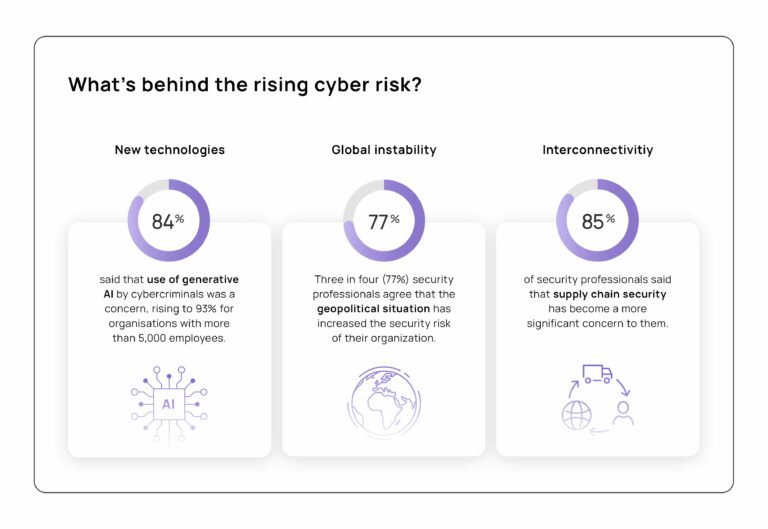 What's behind the rising cyber risk?
New technologies
84%
said that use of generative
AI by cybercriminals was a
concern, rising to 93% for
organisations with more
than 5,000 employees.
AI
Global instability
77%
Three in four (77%) security
professionals agree that the
geopolitical situation has
increased the security risk
of their organization.
Interconnectivitiy
85%
of security professionals said
that supply chain security
has become a more
significant concern to them.